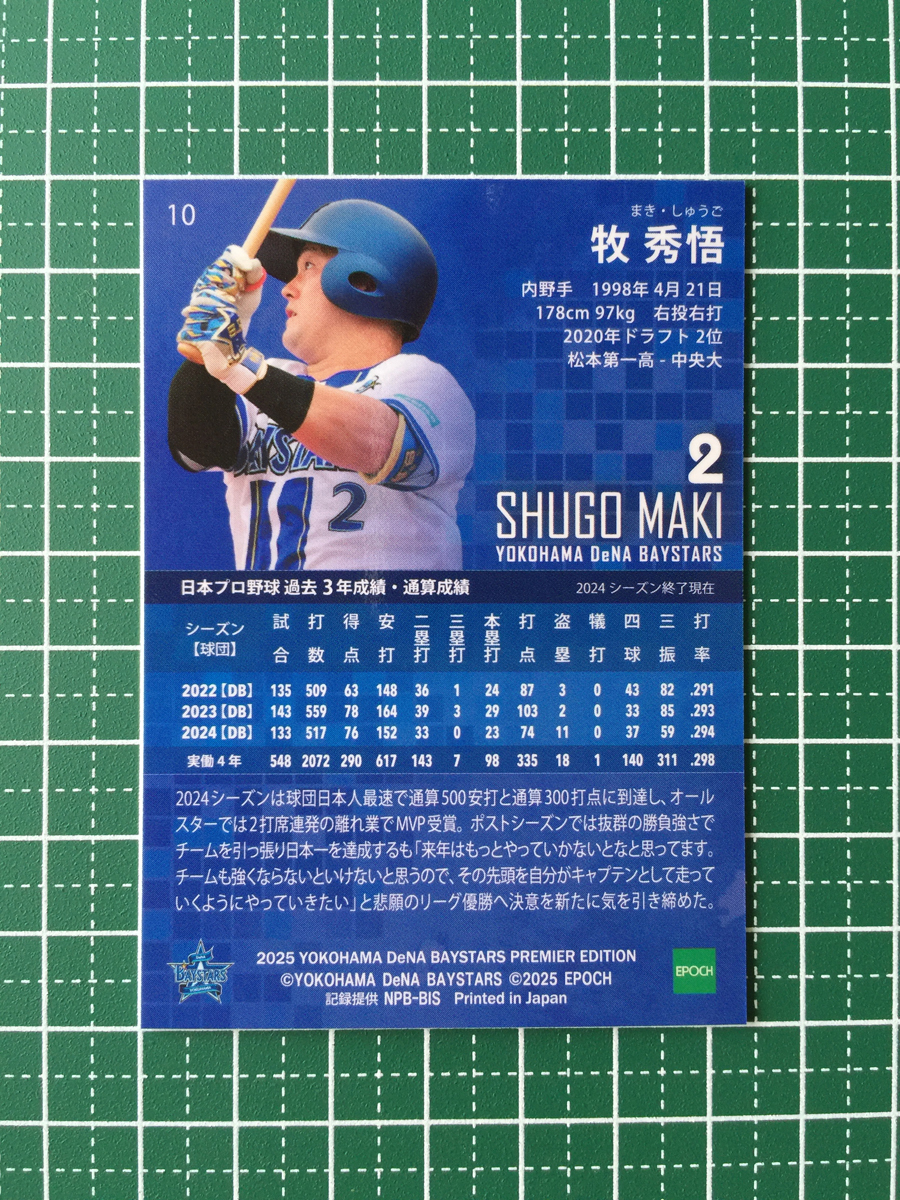 10
まき・しゅうご
牧 秀悟
内野手 1998年 4月 21日
178cm 97kg 右投右打
2020年ドラフト 2位
松本第一高 - 中央大
BAYSTARS
2
2
SHUGO MAKI
YOKOHAMA DeNA BAYSTARS
日本プロ野球 過去 3年成績・通算成績 2024 シーズン終了現在
シーズン【球団】 試合 打数 得点 安打 二塁打 三塁打 本塁打 打点 盗塁 犠打 四球 三振 打率
2022【DB】 135 509 63 148 36 1 24 87 3 0 43 82 .291
2023【DB】 143 559 78 164 39 3 29 103 2 0 33 85 .293
2024【DB】 133 517 76 152 33 0 23 74 11 0 37 59 .294
実働 4 年 548 2072 290 617 143 7 98 335 18 1 140 311 .298
2024シーズンは球団日本人最速で通算500安打と通算300打点に到達し、オール
スターでは2打席連発の離れ業でMVP受賞。ポストシーズンでは抜群の勝負強さで
チームを引っ張り日本一を達成するも「来年はもっとやっていかないとなと思ってます。
チームも強くならないといけないと思うので、その先頭を自分がキャプテンとして走って
いくようにやっていきたい」と悲願のリーグ優勝へ決意を新たに気を引き締めた。
BAYSTARS
2025 YOKOHAMA DeNA BAYSTARS PREMIER EDITION
©YOKOHAMA DeNA BAYSTARS ©2025 EPOCH
記録提供 NPB-BIS Printed in Japan
EPOCH